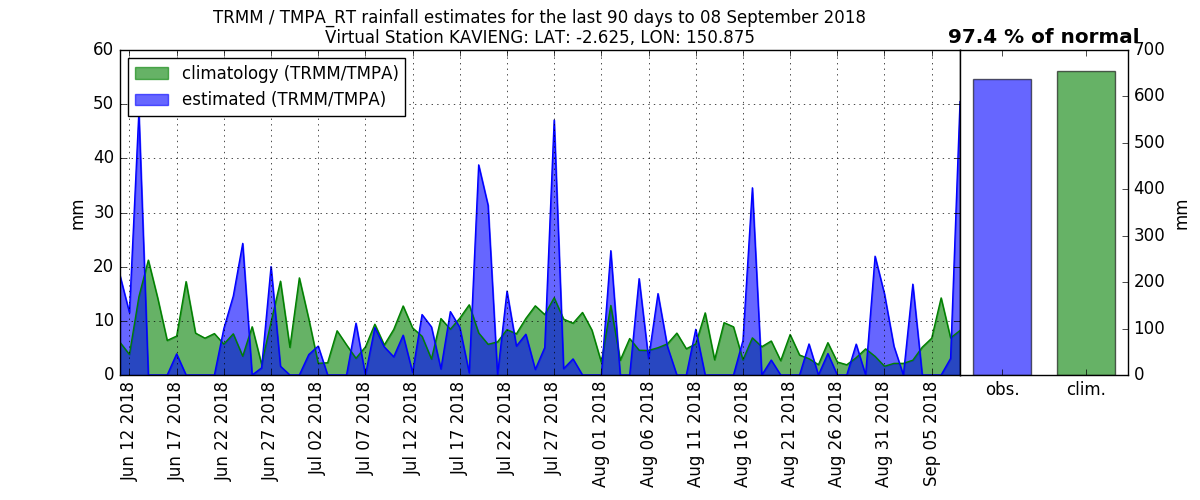 TRMM / TMPA_RT rainfall estimates for the last 90 days to 08 September 2018
Virtual Station KAVIENG: LAT: -2.625, LON: 150.875
97.4 % of normal
climatology (TRMM/TMPA)
estimated (TRMM/TMPA)
60
50
40
30
20
10
0
mm
700
600
500
400
300
200
100
0
mm
Jun 12 2018
Jun 17 2018
Jun 22 2018
Jun 27 2018
Jul 02 2018
Jul 07 2018
Jul 12 2018
Jul 17 2018
Jul 22 2018
Jul 27 2018
Aug 01 2018
Aug 06 2018
Aug 11 2018
Aug 16 2018
Aug 21 2018
Aug 26 2018
Aug 31 2018
Sep 05 2018
obs.
clim.